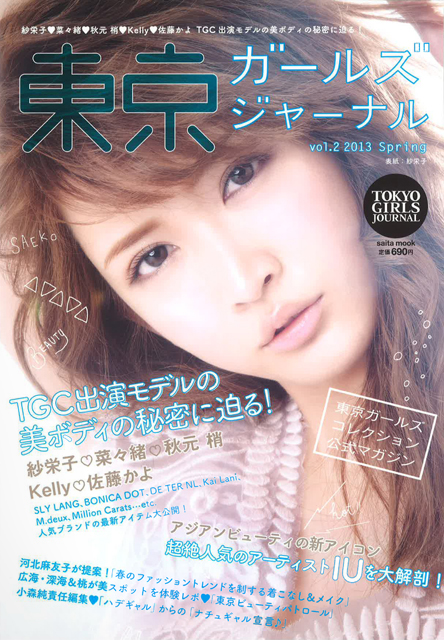 紗栄子♥菜々緒♥秋元 梢♥Kelly♥佐藤かよ TGC出演モデルの美ボディの秘密に迫る！
東京
ガールズ
ジャーナル
vol.2 2013 Spring
表紙：紗栄子
TOKYO
GIRLS
JOURNAL
saita mook
定価690円
SAEKO
BEAUTY
TGC出演モデルの
美ボディの秘密に迫る！
紗栄子♡菜々緒♡秋元 梢
Kelly♡佐藤かよ
SLY LANG、BONICA DOT、DE TER NL、Kai Lani、
M.deux、Million Carats…etc.
人気ブランドの最新アイテム大公開！
東京ガールズ
コレクション
公式マガジン
アジアンビューティの新アイコン
超絶人気のアーティストIUを大解剖！
河北麻友子が提案！「春のファッショントレンドを制する着こなし＆メイク」
広海・深海＆桃が美スポットを体験レポ♥「東京ビューティパトロール」
小森純責任編集♥「ハデギャル」からの「ナチュギャル宣言♪」